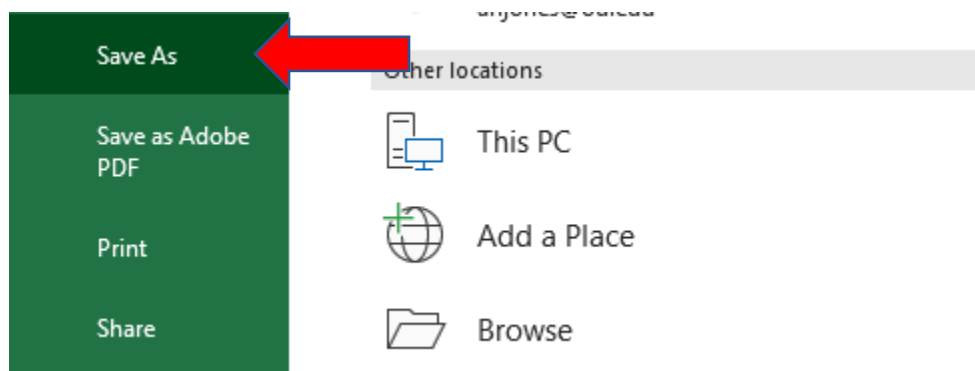 Save As
Save as Adobe
PDF
Print
Share
Other locations
This PC
Add a Place
Browse